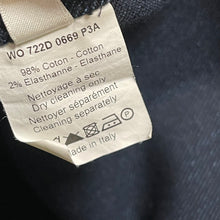 WO 722D 0669 P3A
98% Coton - Cotton
2% Elasthanne - Elasthane
Nettoyage à sec
Dry cleaning only
Nettoyer séparément
Cleaning Separately
Made in Italy